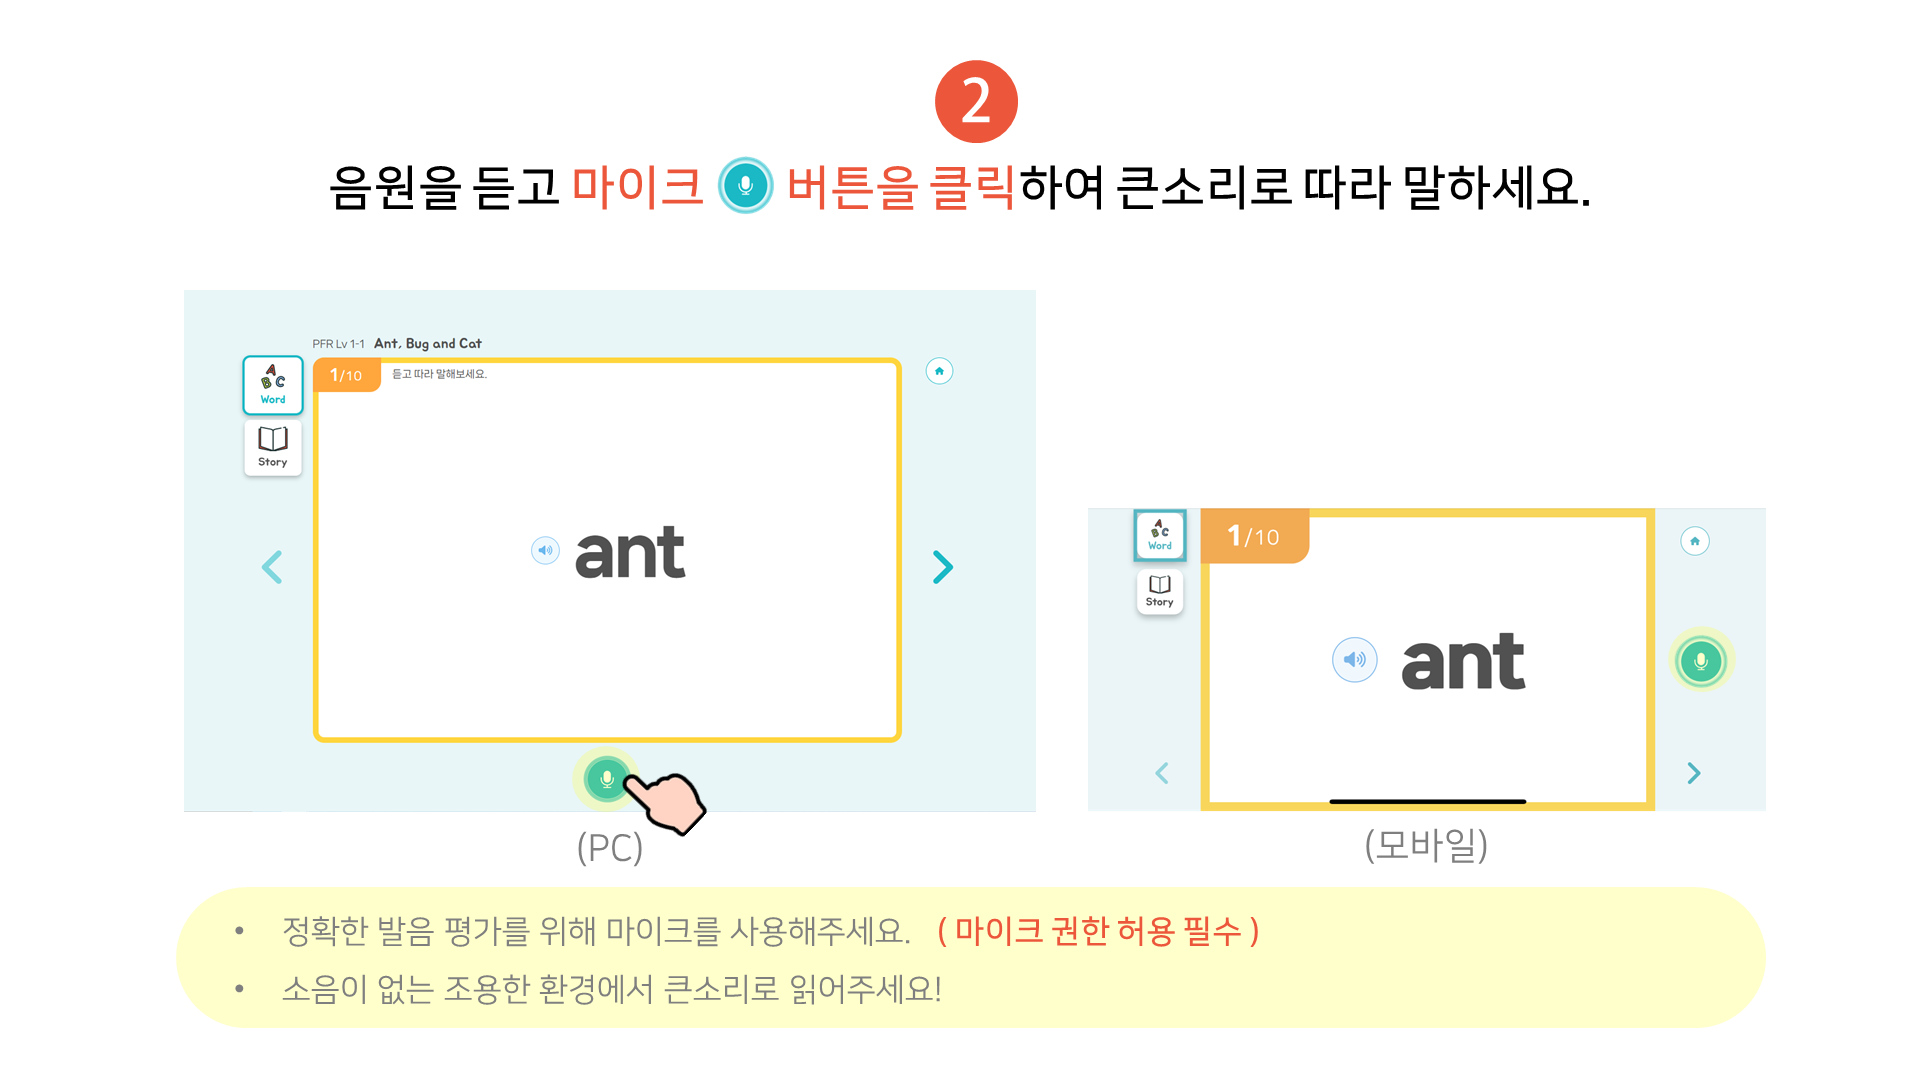 2
음원을 듣고 마이크 버튼을 클릭하여 큰소리로 따라 말하세요.
PFR Lv 1-1 Ant, Bug and Cat
1/10 듣고 따라 말해보세요.
A B C
Word
Story
ant
(PC)
A B C
Word
Story
1/10
ant
(모바일)
• 정확한 발음 평가를 위해 마이크를 사용해주세요. ( 마이크 권한 허용 필수 )
• 소음이 없는 조용한 환경에서 큰소리로 읽어주세요!